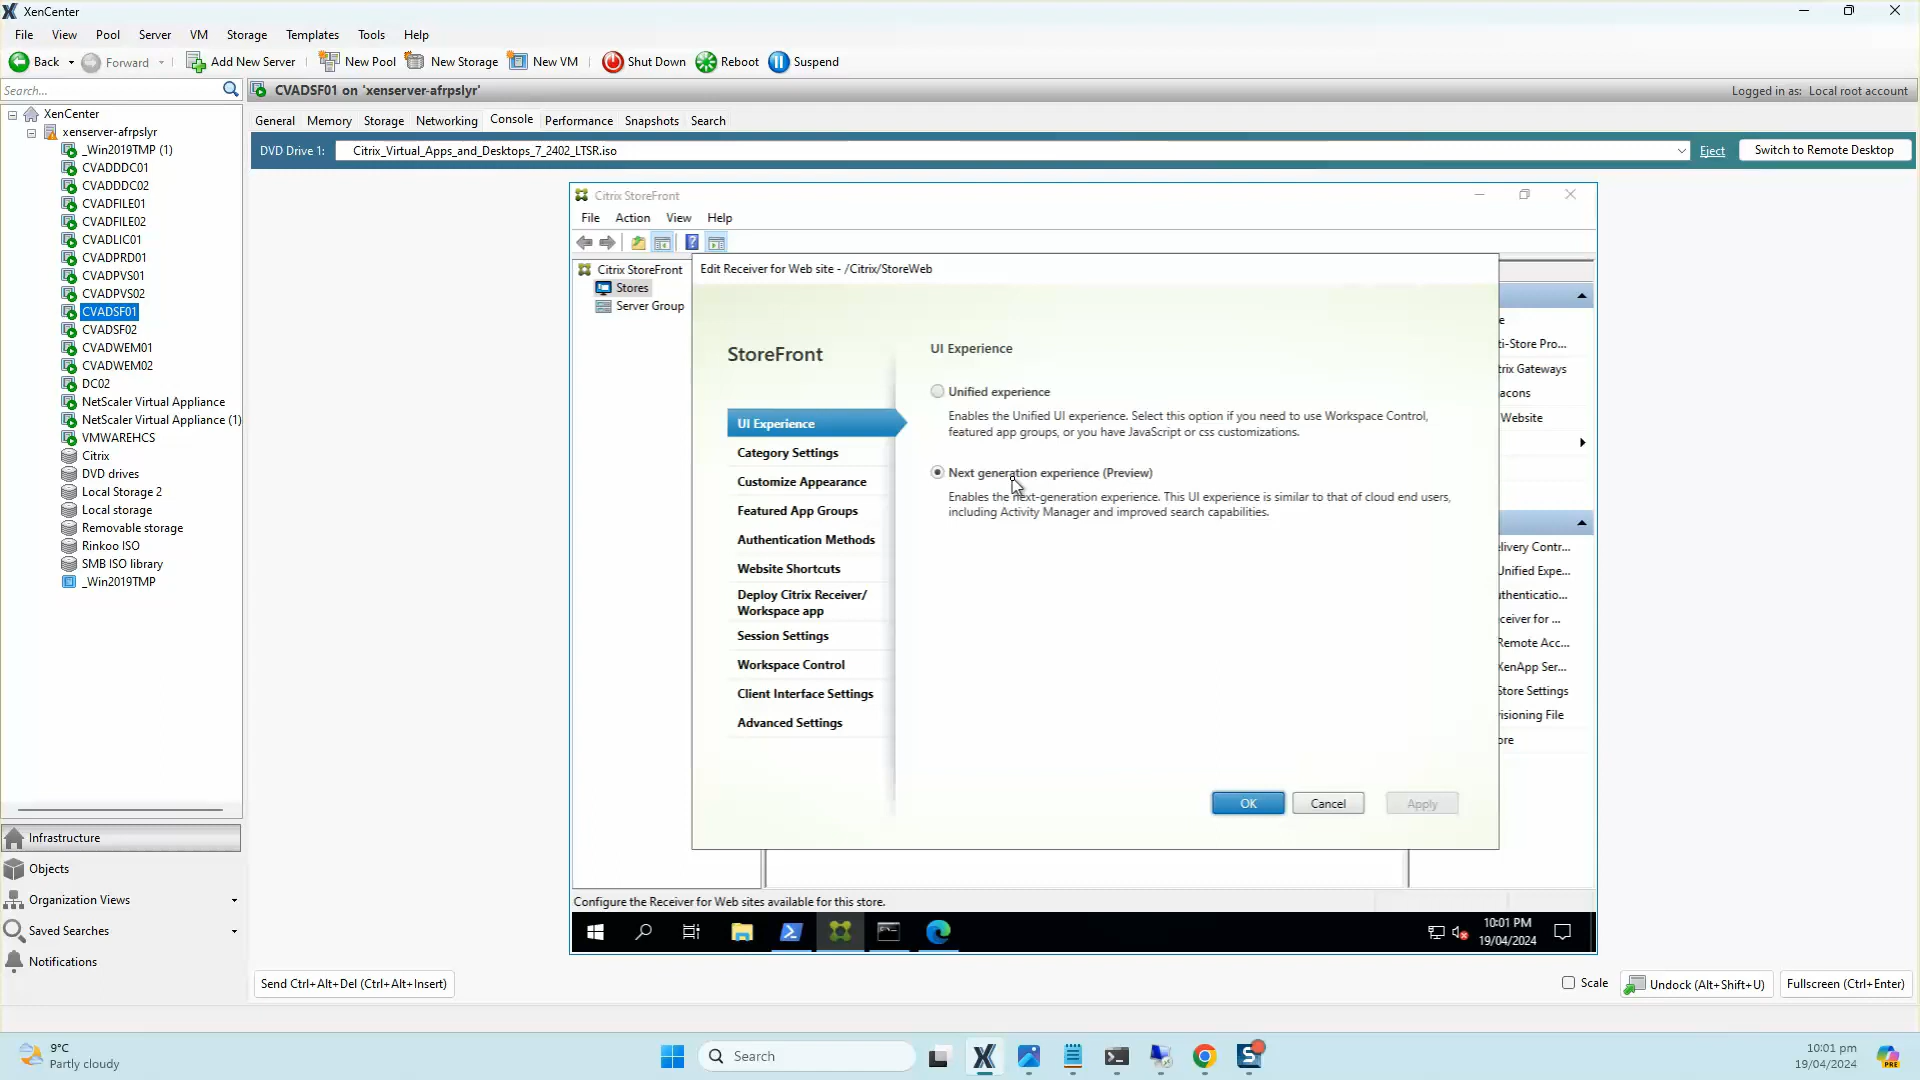 XenCenter
File View Pool Server VM Storage Templates Tools Help
Back Forward Add New Server New Pool New Storage New VM Shut Down Reboot Suspend
Search...
CVADSF01 on 'xenserver-afrpslyr'
Logged in as: Local root account
General Memory Storage Networking Console Performance Snapshots Search
DVD Drive 1: Citrix_Virtual_Apps_and_Desktops_7_2402_LTSR.iso Eject Switch to Remote Desktop
XenCenter
xenserver-afrpslyr
_Win2019TMP (1)
CVADDDC01
CVADDDC02
CVADFILE01
CVADFILE02
CVADLIC01
CVADPRD01
CVADPVS01
CVADPVS02
CVADSF01
CVADSF02
CVADWEM01
CVADWEM02
DC02
NetScaler Virtual Appliance
NetScaler Virtual Appliance (1)
VMWAREHCS
Citrix
DVD drives
Local Storage 2
Local storage
Removable storage
Rinkoo ISO
SMB ISO library
_Win2019TMP
Infrastructure
Objects
Organization Views
Saved Searches
Notifications
Citrix StoreFront
File Action View Help
Citrix StoreFront
Stores
Server Group
Edit Receiver for Web site - /Citrix/StoreWeb
StoreFront
UI Experience
Category Settings
Customize Appearance
Featured App Groups
Authentication Methods
Website Shortcuts
Deploy Citrix Receiver/
Workspace app
Session Settings
Workspace Control
Client Interface Settings
Advanced Settings
UI Experience
Unified experience
Enables the Unified UI experience. Select this option if you need to use Workspace Control,
featured app groups, or you have JavaScript or css customizations.
Next generation experience (Preview)
Enables the next-generation experience. This UI experience is similar to that of cloud end users,
including Activity Manager and improved search capabilities.
OK Cancel Apply
e
ti-Store Pro...
trix Gateways
acons
Website
livery Contr...
Unified Expe...
uthenticatio...
ceiver for ...
Remote Acc...
XenApp Ser...
Store Settings
visioning File
ore
Configure the Receiver for Web sites available for this store.
10:01 PM
19/04/2024
Send Ctrl+Alt+Del (Ctrl+Alt+Insert)
Scale Undock (Alt+Shift+U) Fullscreen (Ctrl+Enter)
9°C
Partly cloudy
Search
10:01 pm
19/04/2024
PRE